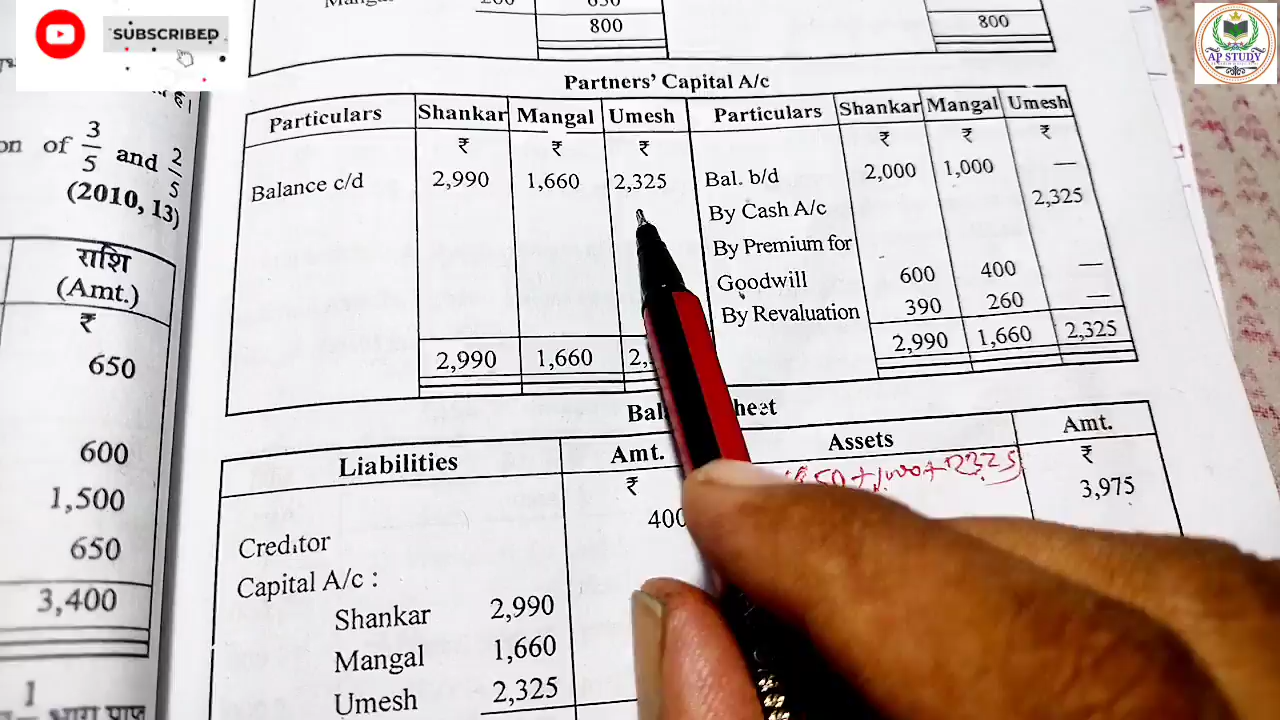 SUBSCRIBED
AP STUDY
800 800
on of 3/5 and 2/5
(2010, 13)
राशि
(Amt.)
₹
650
600
1,500
650
3,400
Partners' Capital A/c
Particulars Shankar Mangal Umesh Particulars Shankar Mangal Umesh
₹ ₹ ₹ ₹ ₹ ₹
Balance c/d 2,990 1,660 2,325 Bal. b/d 2,000 1,000 —
By Cash A/c 2,325
By Premium for
Goodwill 600 400 —
By Revaluation 390 260 —
2,990 1,660 2,990 1,660 2,325
Liabilities Amt. Assets Amt.
₹ ₹
3,975
Creditor 400
Capital A/c :
Shankar 2,990
Mangal 1,660
Umesh 2,325